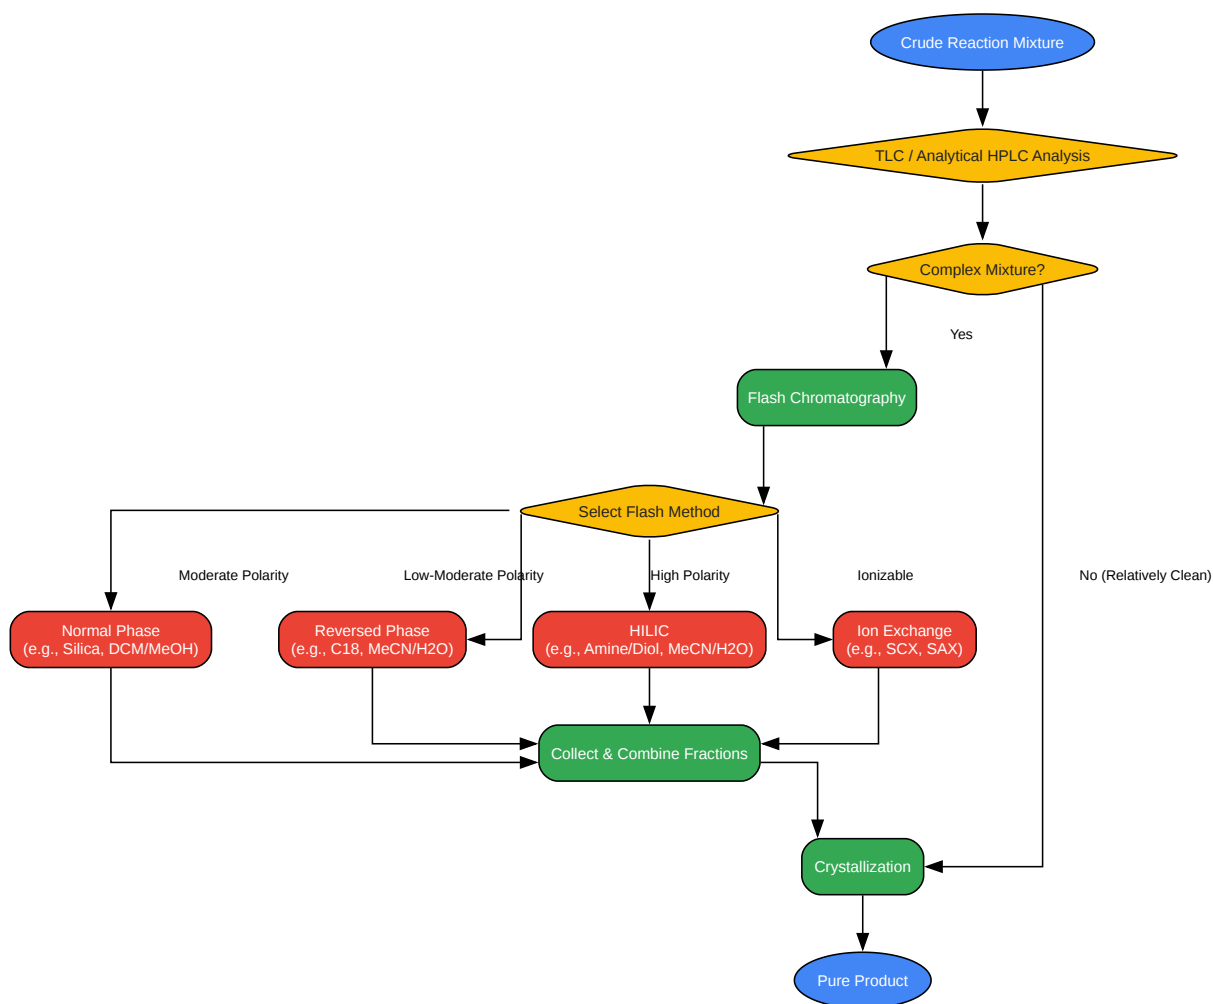 Crude Reaction Mixture
TLC / Analytical HPLC Analysis
Complex Mixture?
Yes
Flash Chromatography
Select Flash Method
Moderate Polarity
Low-Moderate Polarity
High Polarity
Ionizable
No (Relatively Clean)
Normal Phase
(e.g., Silica, DCM/MeOH)
Reversed Phase
(e.g., C18, MeCN/H2O)
HILIC
(e.g., Amine/Diol, MeCN/H2O)
Ion Exchange
(e.g., SCX, SAX)
Collect & Combine Fractions
Crystallization
Pure Product